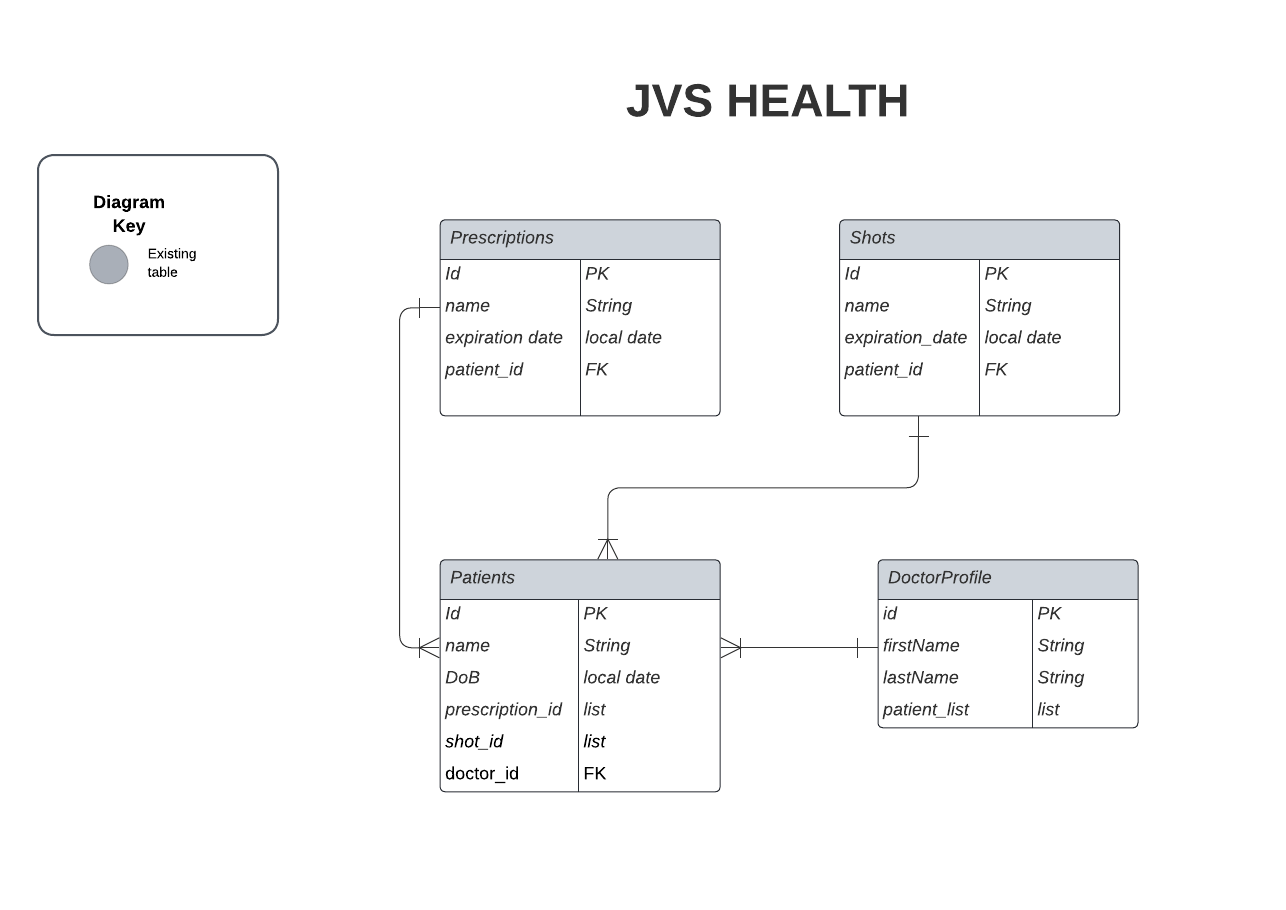 JVS HEALTH
Diagram
Key
Existing
table
Prescriptions
Id PK
name String
expiration date local date
patient_id FK
Shots
Id PK
name String
expiration_date local date
patient_id FK
Patients
Id PK
name String
DoB local date
prescription_id list
shot_id list
doctor_id FK
DoctorProfile
id PK
firstName String
lastName String
patient_list list